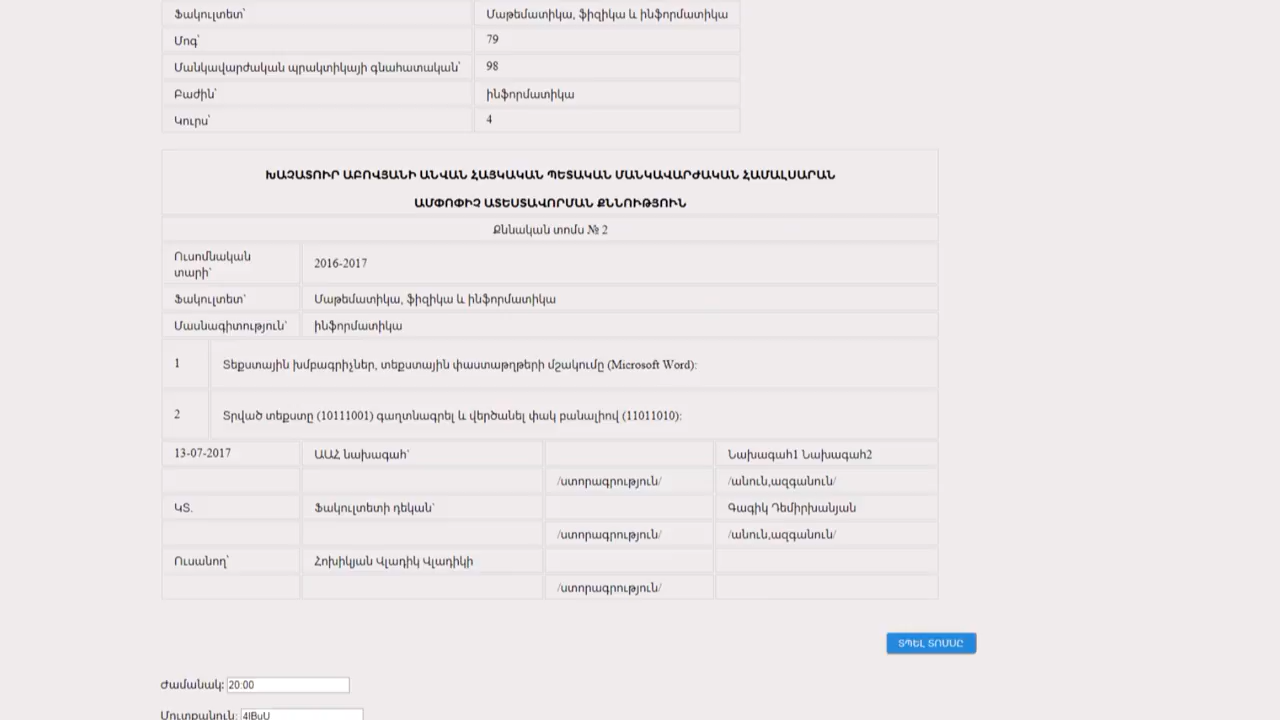 Ֆակուլտետ՝ Մաթեմատիկա, ֆիզիկա և ինֆորմատիկա
Մոգ՝ 79
Մանկավարժական պրակտիկայի գնահատական՝ 98
Բաժին՝ ինֆորմատիկա
Կուրս՝ 4
ԽԱՉԱՏՈՒՐ ԱԲՈՎՅԱՆԻ ԱՆՎԱՆ ՀԱՅԿԱԿԱՆ ՊԵՏԱԿԱՆ ՄԱՆԿԱՎԱՐԺԱԿԱՆ ՀԱՄԱԼՍԱՐԱՆ
ԱՄՓՈՓԻՉ ԱՏԵՍՏԱՎՈՐՄԱՆ ՔՆՆՈՒԹՅՈՒՆ
Քննական տոմս № 2
Ուսումնական
տարի՝ 2016-2017
Ֆակուլտետ՝ Մաթեմատիկա, ֆիզիկա և ինֆորմատիկա
Մասնագիտություն՝ ինֆորմատիկա
1 Տեքստային խմբագրիչներ, տեքստային փաստաթղթերի մշակումը (Microsoft Word):
2 Տրված տեքստը (10111001) գաղտնագրել և վերծանել փակ բանալիով (11011010):
13-07-2017 ԱԱՀ նախագահ՝ Նախագահ1 Նախագահ2
/ստորագրություն/ /անուն,ազգանուն/
ԿՏ. Ֆակուլտետի դեկան՝ Գագիկ Դեմիրխանյան
/ստորագրություն/ /անուն,ազգանուն/
Ուսանող՝ Հոխիկյան Վլադիկ Վլադիկի
/ստորագրություն/
ՏՊԵԼ ՏՈՄՍԸ
Ժամանակ: 20:00
Մուտքանուն: 4IBuU